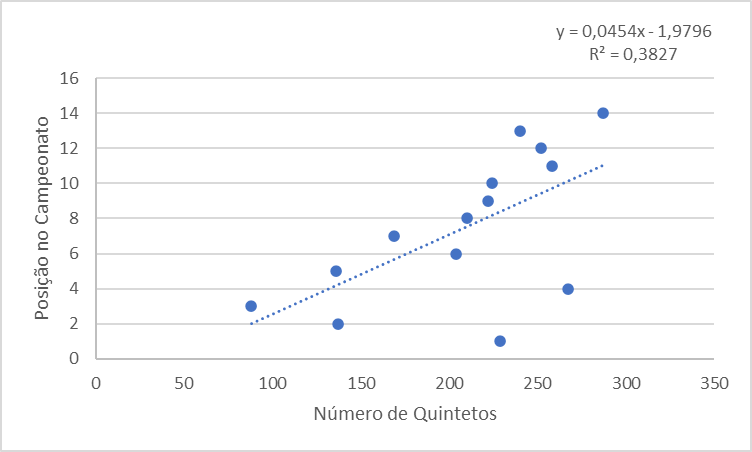 y = 0,0454x - 1,9796
R² = 0,3827
16
14
12
10
8
6
4
2
0
Posição no Campeonato
0 50 100 150 200 250 300 350
Número de Quintetos